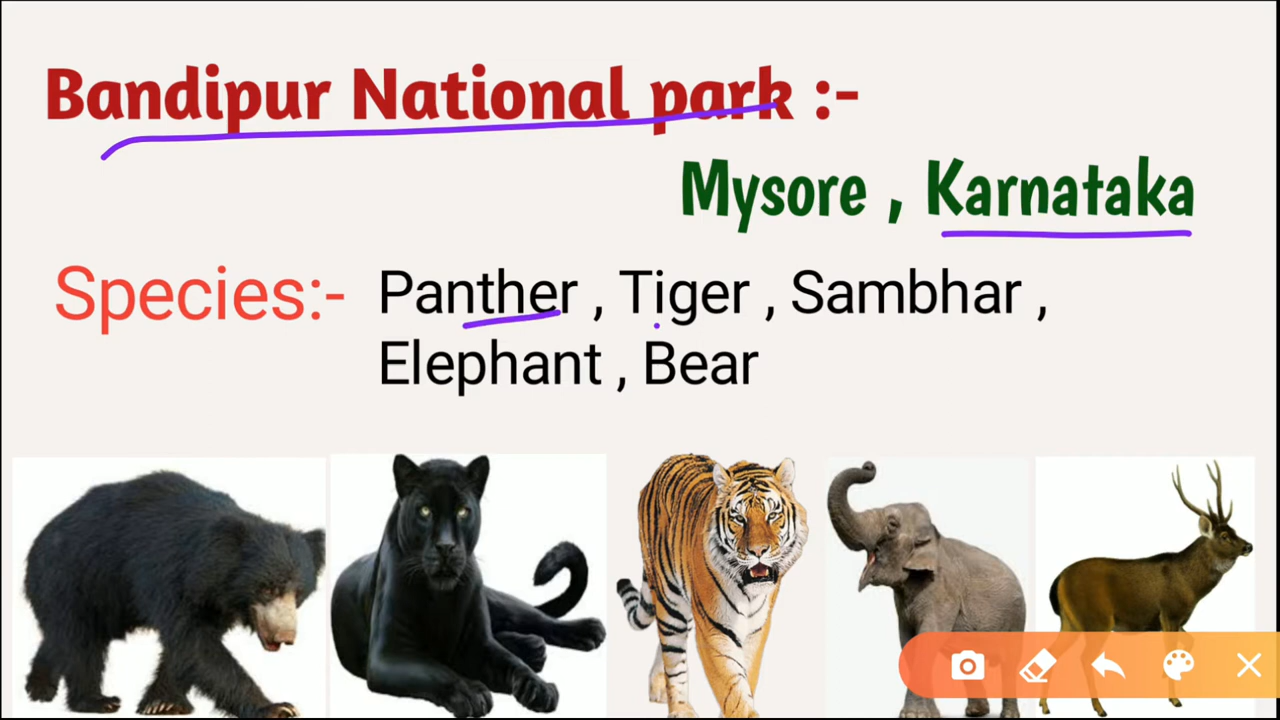 Bandipur National park :-
Mysore , Karnataka
Species:- Panther , Tiger , Sambhar ,
Elephant , Bear